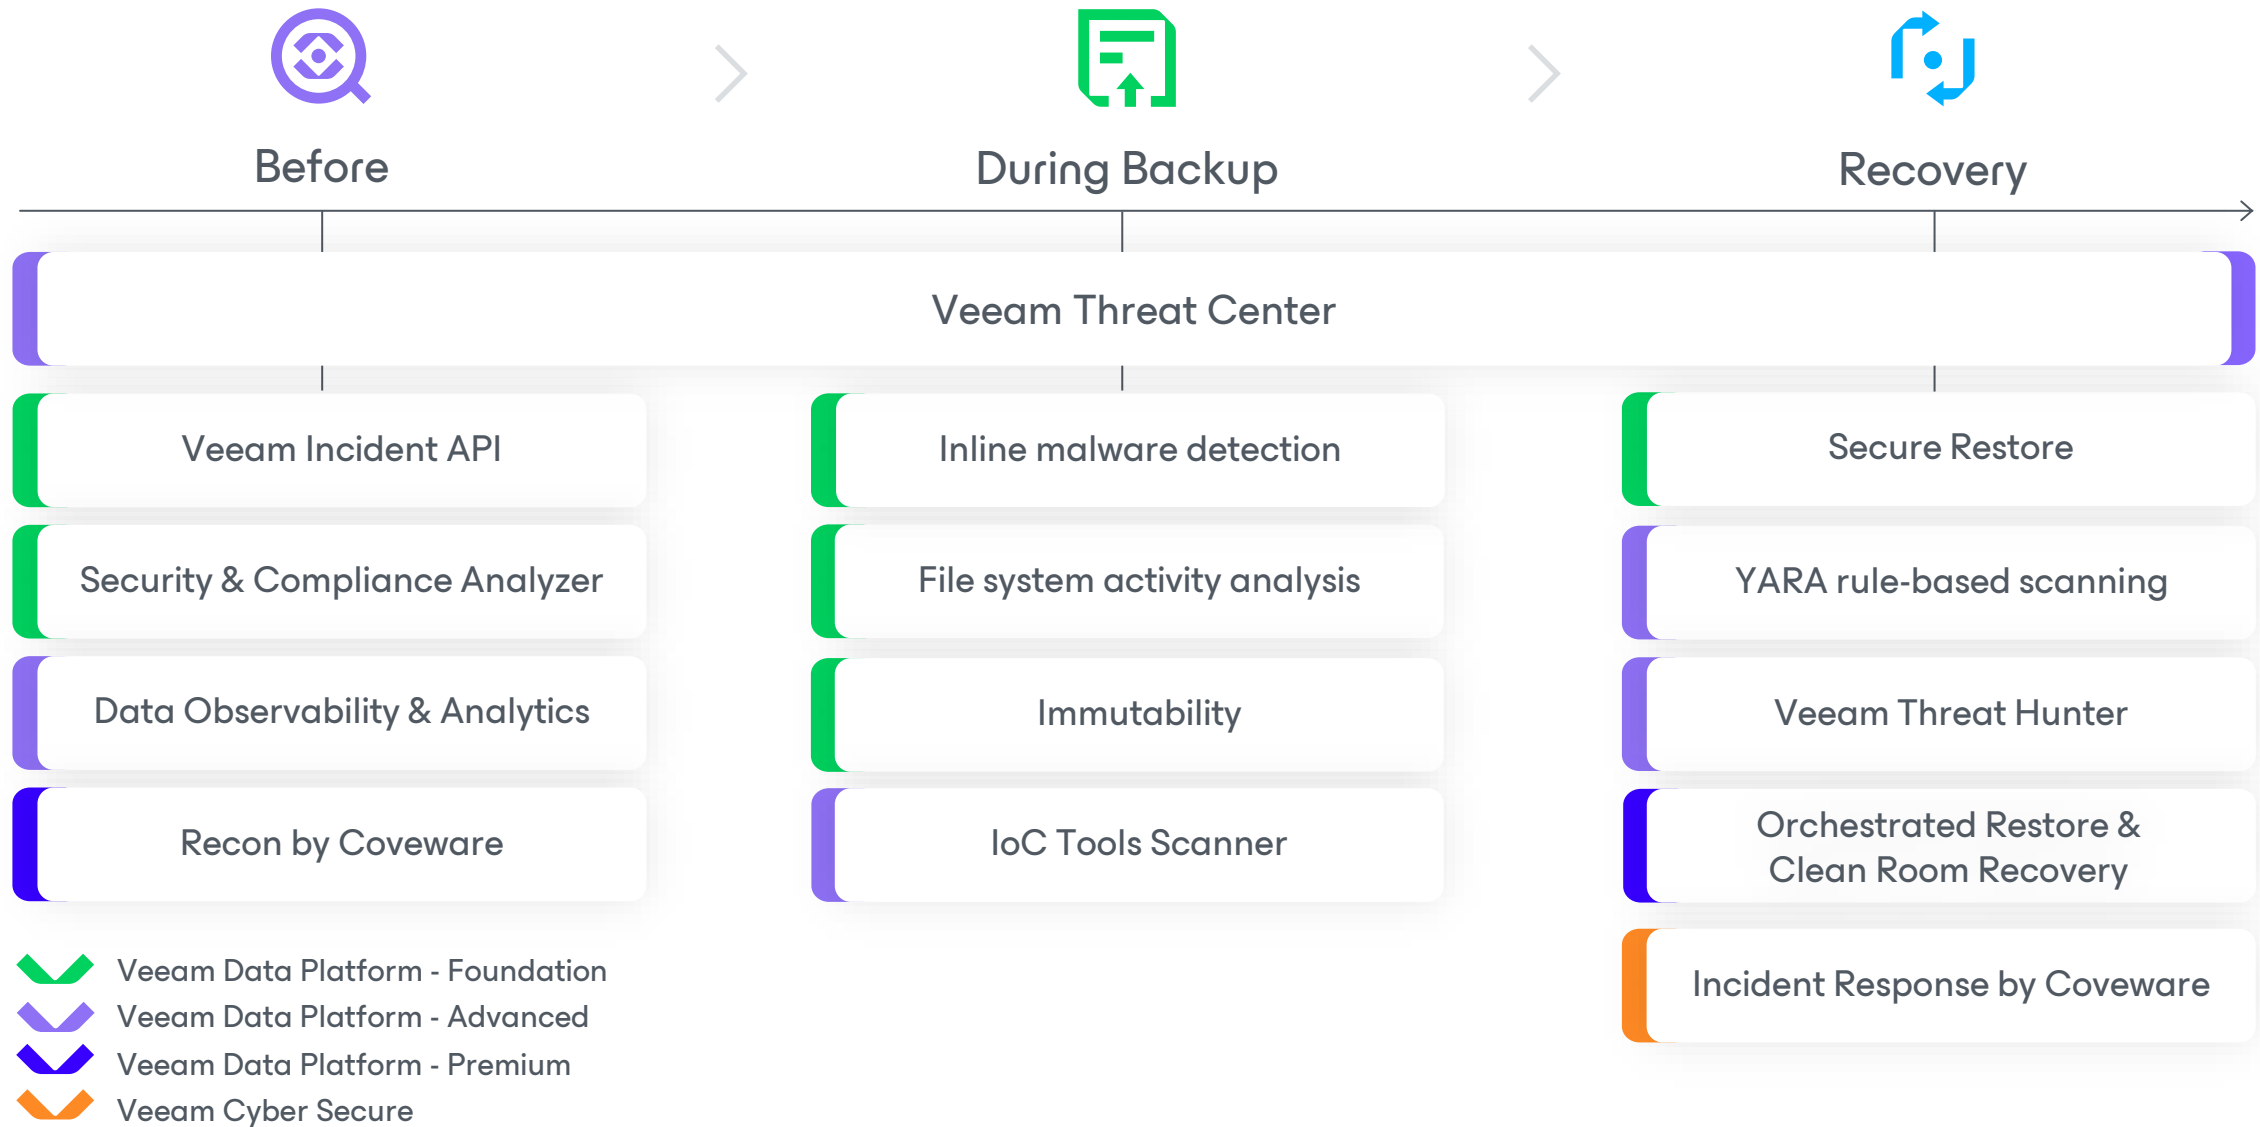 Before
During Backup
Recovery
Veeam Threat Center
Veeam Incident API
Security & Compliance Analyzer
Data Observability & Analytics
Recon by Coveware
Inline malware detection
File system activity analysis
Immutability
IoC Tools Scanner
Secure Restore
YARA rule-based scanning
Veeam Threat Hunter
Orchestrated Restore &
Clean Room Recovery
Incident Response by Coveware
Veeam Data Platform - Foundation
Veeam Data Platform - Advanced
Veeam Data Platform - Premium
Veeam Cyber Secure